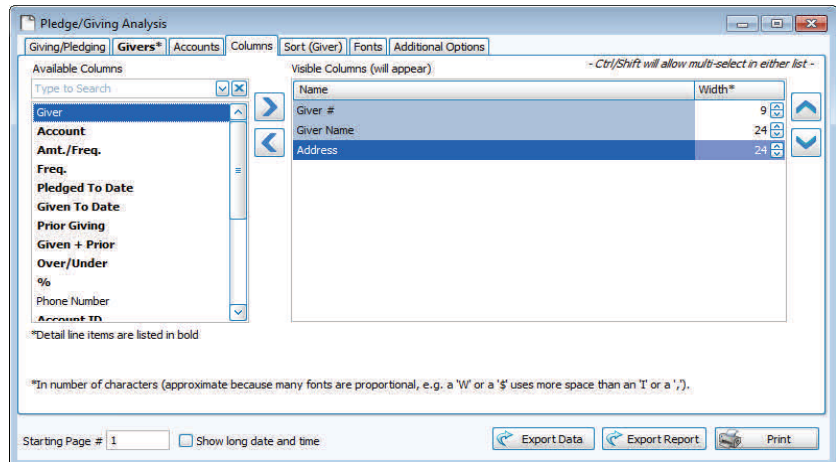 Pledge/Giving Analysis
Giving/Pledging Givers* Accounts Columns Sort (Giver) Fonts Additional Options
Available Columns
Visible Columns (will appear)
- Ctrl/Shift will allow multi-select in either list -
Type to Search
Giver
Account
Amt./Freq.
Freq.
Pledged To Date
Given To Date
Prior Giving
Given + Prior
Over/Under
%
Phone Number
Account ID
Name Width*
Giver # 9
Giver Name 24
Address 24
*Detail line items are listed in bold
*In number of characters (approximate because many fonts are proportional, e.g. a 'W' or a '$' uses more space than an 'I' or a ',').
Starting Page # 1 Show long date and time Export Data Export Report Print